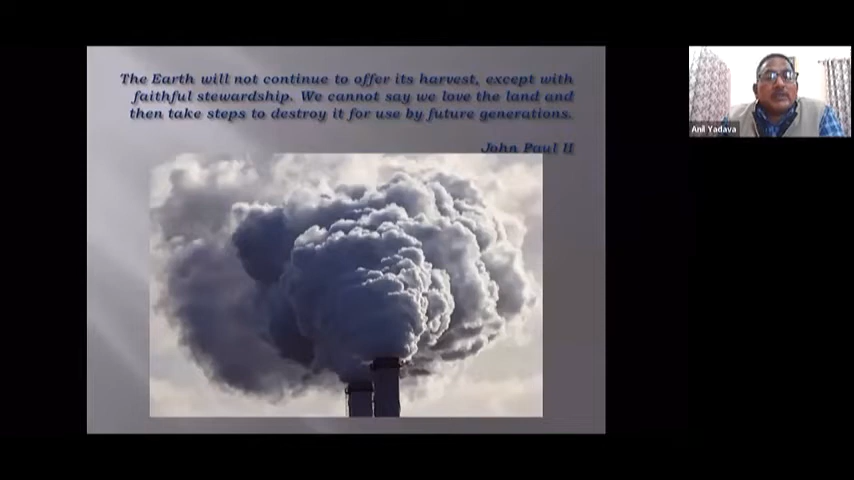 The Earth will not continue to offer its harvest, except with
faithful stewardship. We cannot say we love the land and
then take steps to destroy it for use by future generations.
John Paul II
Anil Yadava